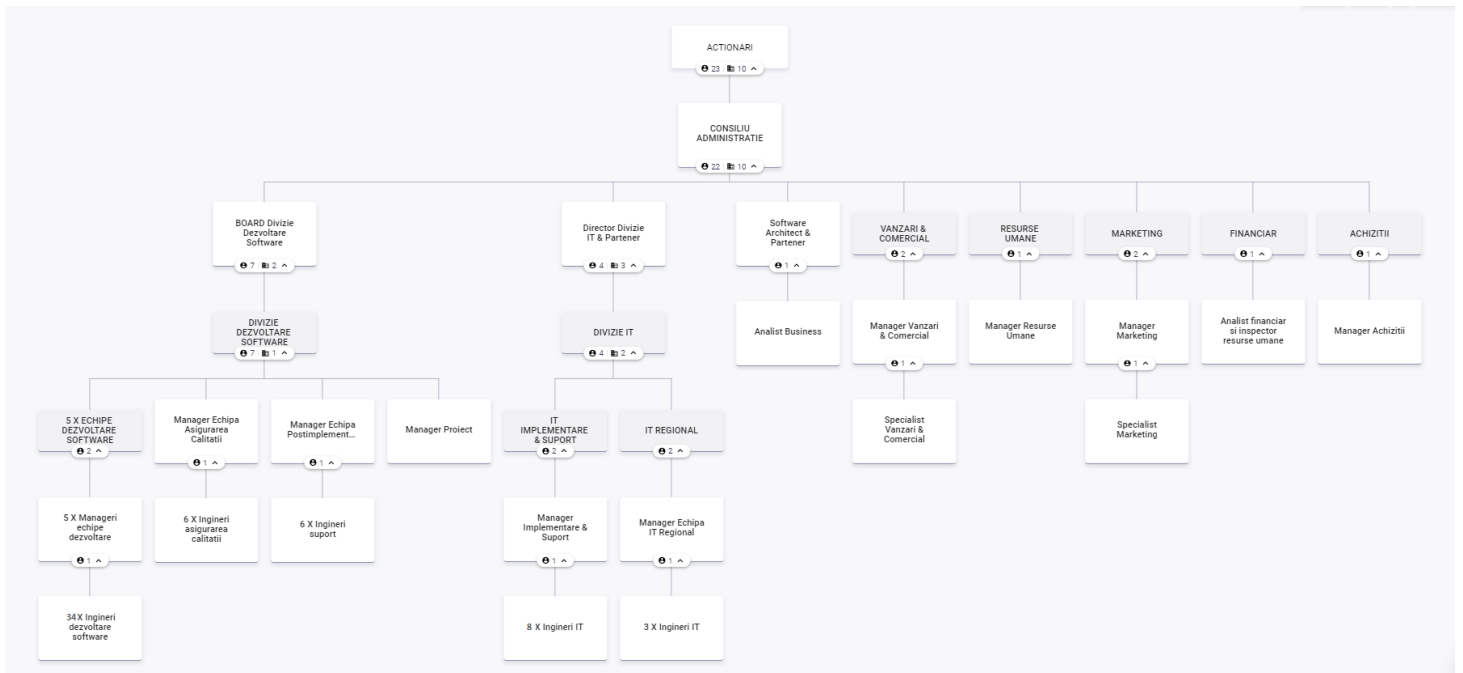 ACTIONARI
23 10
CONSILIU
ADMINISTRATIE
22 10
BOARD Divizie
Dezvoltare
Software
7 2
Director Divizie
IT & Partener
4 3
Software
Architect &
Partener
1
VANZARI &
COMERCIAL
2
RESURSE
UMANE
1
MARKETING
2
FINANCIAR
1
ACHIZITII
1
DIVIZIE
DEZVOLTARE
SOFTWARE
7 1
DIVIZIE IT
4 2
Analist Business
Manager Vanzari
& Comercial
1
Manager Resurse
Umane
Manager
Marketing
1
Analist financiar
si inspector
resurse umane
Manager Achizitii
5 X ECHIPE
DEZVOLTARE
SOFTWARE
2
Manager Echipa
Asigurarea
Calitatii
1
Manager Echipa
Postimplement...
1
Manager Proiect
IT
IMPLEMENTARE
& SUPORT
2
IT REGIONAL
2
Specialist
Vanzari &
Comercial
Specialist
Marketing
5 X Manageri
echipe
dezvoltare
1
6 X Ingineri
asigurarea
calitatii
6 X Ingineri
suport
Manager
Implementare &
Suport
1
Manager Echipa
IT Regional
1
34X Ingineri
dezvoltare
software
8 X Ingineri IT
3 X Ingineri IT